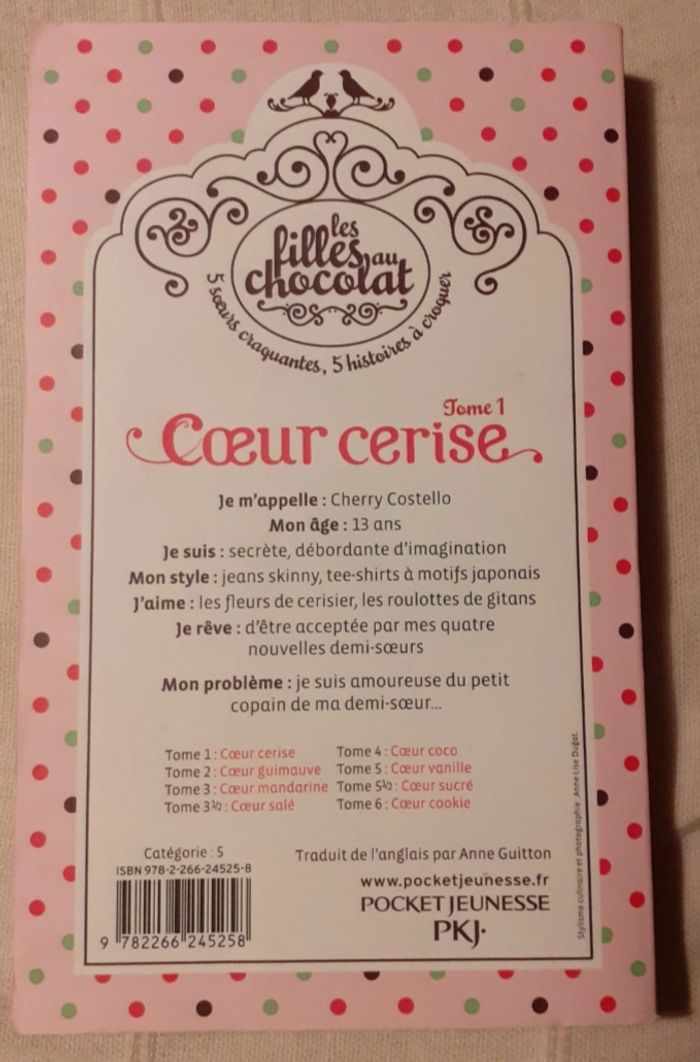 les
filles au
chocolat
5 sœurs craquantes, 5 histoires à croquer
Tome 1
Cœur cerise
Je m'appelle : Cherry Costello
Mon âge : 13 ans
Je suis : secrète, débordante d'imagination
Mon style : jeans skinny, tee-shirts à motifs japonais
J'aime : les fleurs de cerisier, les roulottes de gitans
Je rêve : d'être acceptée par mes quatre
nouvelles demi-sœurs
Mon problème : je suis amoureuse du petit
copain de ma demi-sœur...
Tome 1 : Cœur cerise
Tome 2 : Cœur guimauve
Tome 3 : Cœur mandarine
Tome 3 1/2 : Cœur salé
Tome 4 : Cœur coco
Tome 5 : Cœur vanille
Tome 5 1/2 : Cœur sucré
Tome 6 : Cœur cookie
Catégorie : 5
ISBN 978-2-266-24525-8
9 782266 245258
Traduit de l'anglais par Anne Guitton
www.pocketjeunesse.fr
POCKET JEUNESSE
PKJ·
Stylisme culinaire et photographie : Anne-Lise Dugat.